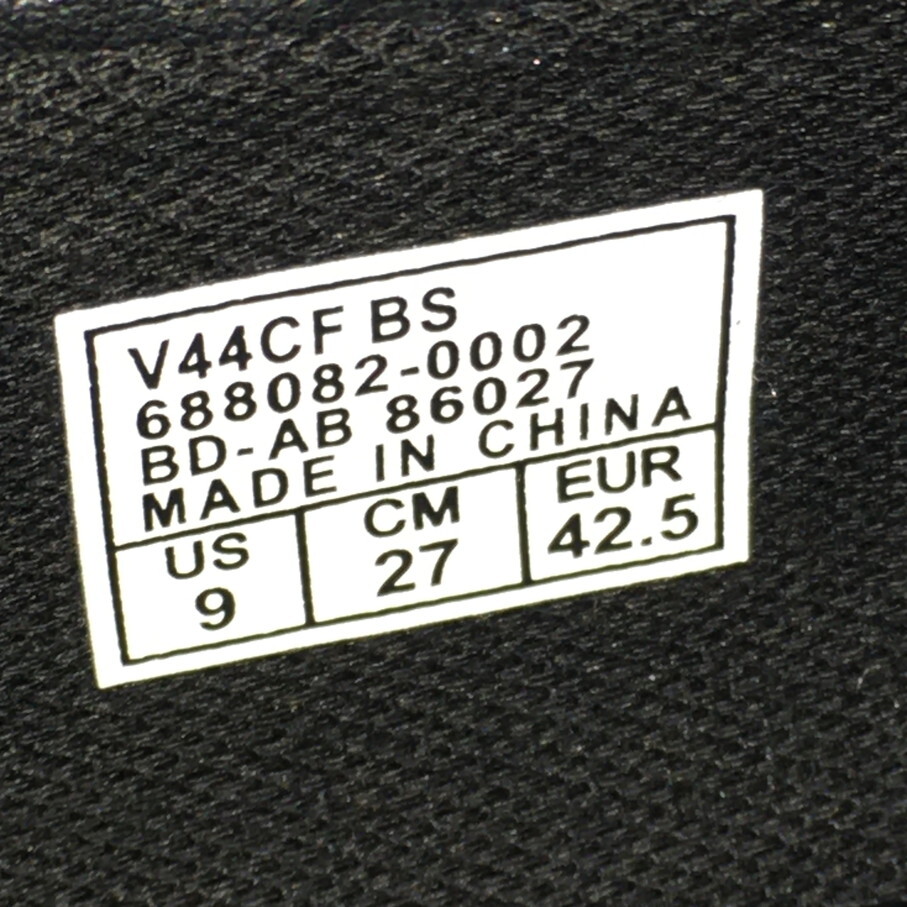 V44CF BS
688082-0002
BD-AB 86027
MADE IN CHINA
US CM EUR
9 27 42.5